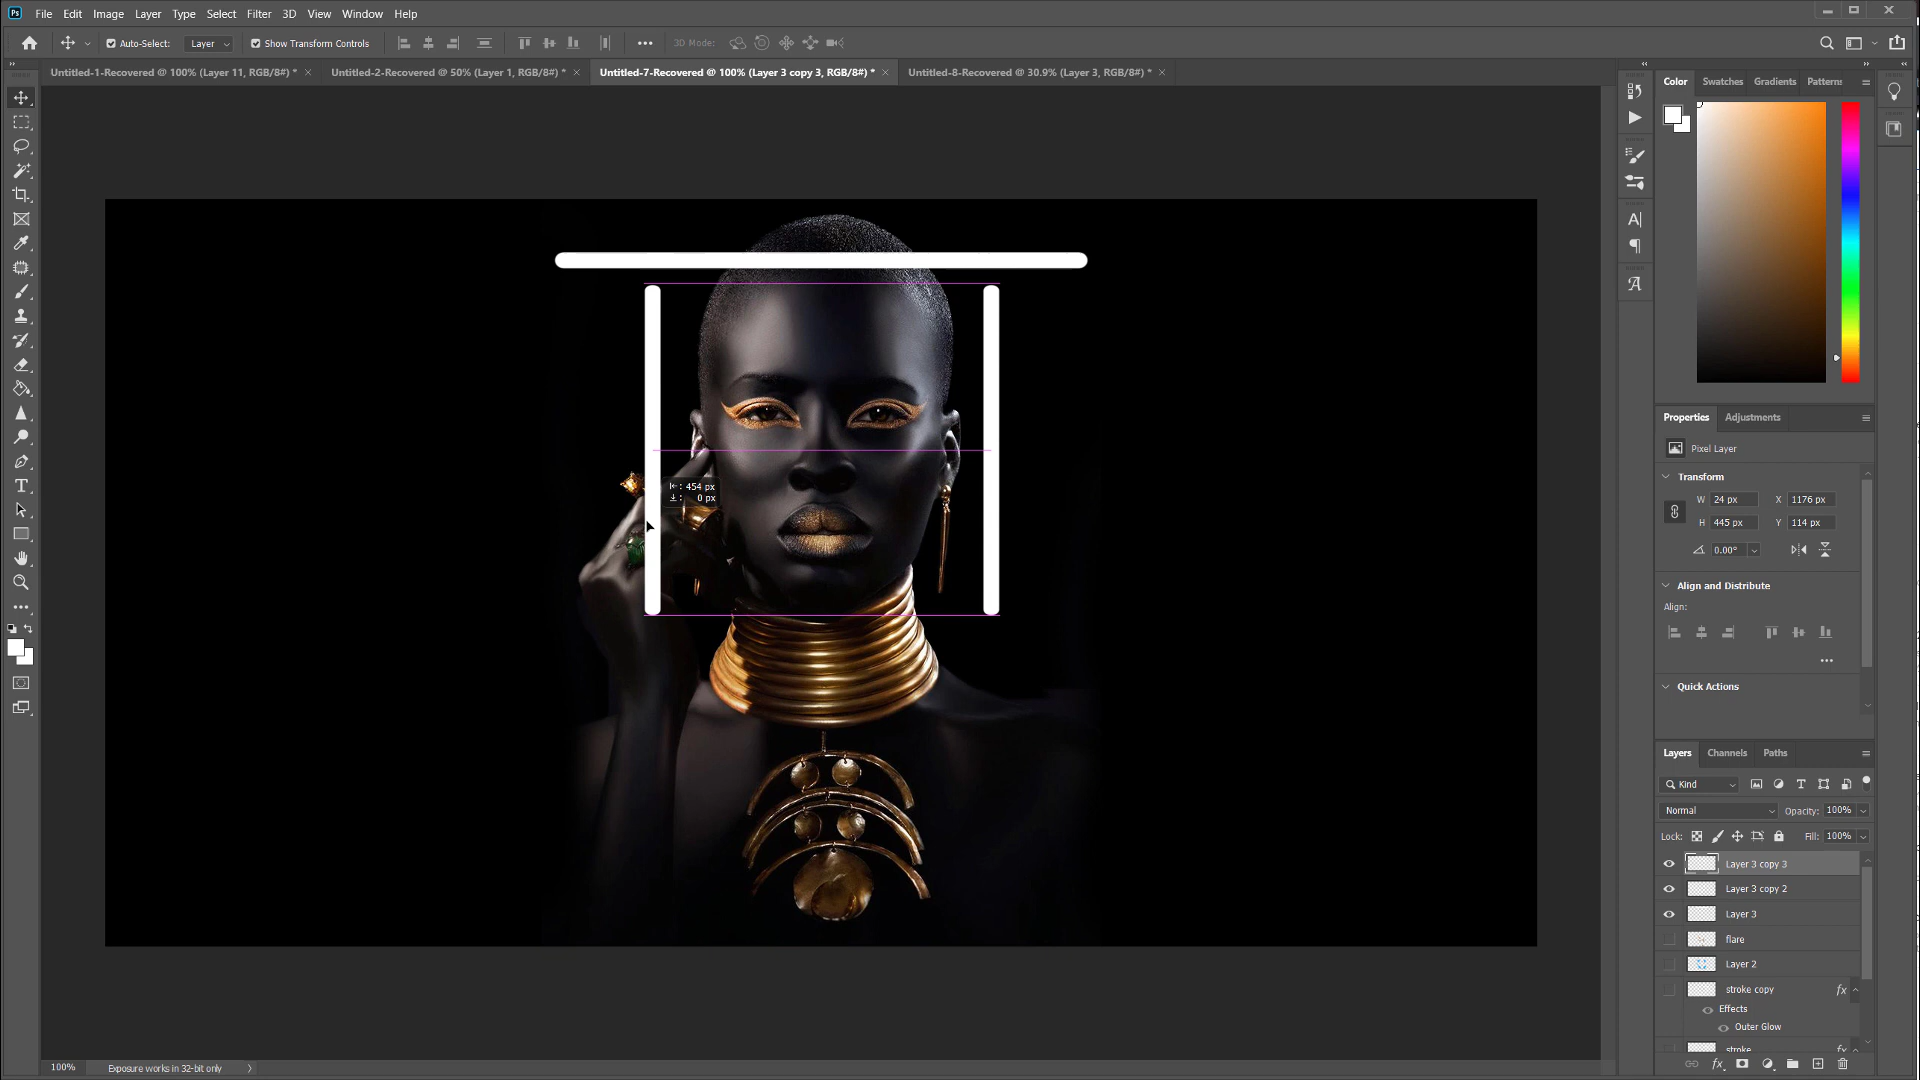 Ps File Edit Image Layer Type Select Filter 3D View Window Help
Auto-Select: Layer Show Transform Controls ••• 3D Mode:
Untitled-1-Recovered @ 100% (Layer 11, RGB/8#) * × Untitled-2-Recovered @ 50% (Layer 1, RGB/8#) * × Untitled-7-Recovered @ 100% (Layer 3 copy 3, RGB/8#) * × Untitled-8-Recovered @ 30.9% (Layer 3, RGB/8#) * ×
Color Swatches Gradients Patterns
454 px
0 px
Properties Adjustments
Pixel Layer
Transform
W 24 px X 1176 px
H 445 px Y 114 px
0.00°
Align and Distribute
Align:
•••
Quick Actions
Layers Channels Paths
Kind
Normal Opacity: 100%
Lock: Fill: 100%
Layer 3 copy 3
Layer 3 copy 2
Layer 3
flare
Layer 2
stroke copy fx
Effects
Outer Glow
stroke fx
100% Exposure works in 32-bit only